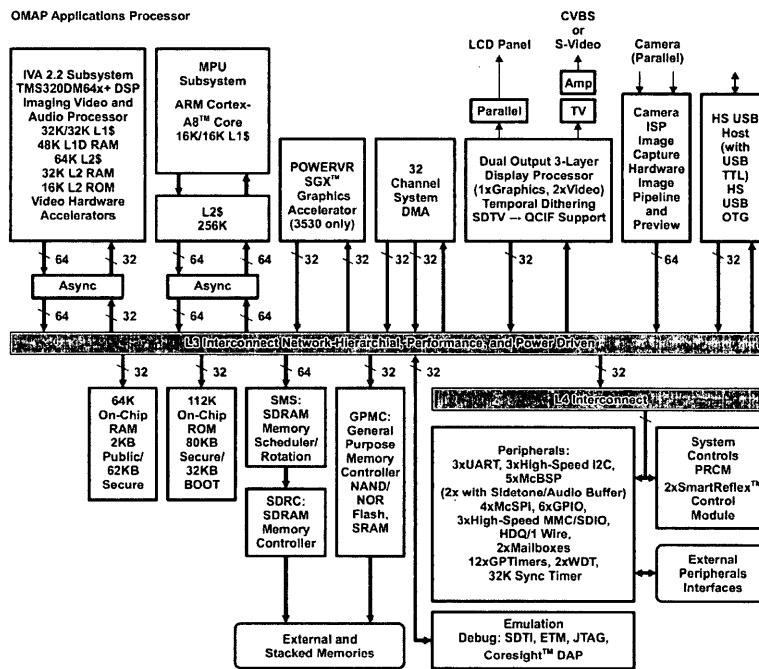 OMAP Applications Processor
CVBS
or
S-Video
LCD Panel
Camera
(Parallel)
Amp
Parallel
TV
IVA 2.2 Subsystem
TMS320DM64x+ DSP
Imaging Video and
Audio Processor
32K/32K L1$
48K L1D RAM
64K L2$
32K L2 RAM
16K L2 ROM
Video Hardware
Accelerators
MPU
Subsystem
ARM Cortex-
A8™ Core
16K/16K L1$
L2$
256K
POWERVR
SGX™
Graphics
Accelerator
(3530 only)
32
Channel
System
DMA
Dual Output 3-Layer
Display Processor
(1xGraphics, 2xVideo)
Temporal Dithering
SDTV → QCIF Support
Camera
ISP
Image
Capture
Hardware
Image
Pipeline
and
Preview
HS USB
Host
(with
USB
TTL)
HS
USB
OTG
64 32 64 64 32 32 32 32 32 64 32
Async Async
64 32 64 64
L3 Interconnect Network-Hierarchial, Performance, and Power Driven
32 32 64 32 32 32
L4 Interconnect
64K
On-Chip
RAM
2KB
Public/
62KB
Secure
112K
On-Chip
ROM
80KB
Secure/
32KB
BOOT
SMS:
SDRAM
Memory
Scheduler/
Rotation
SDRC:
SDRAM
Memory
Controller
GPMC:
General
Purpose
Memory
Controller
NAND/
NOR
Flash,
SRAM
Peripherals:
3xUART, 3xHigh-Speed I2C,
5xMcBSP
(2x with Sidetone/Audio Buffer)
4xMcSPI, 6xGPIO,
3xHigh-Speed MMC/SDIO,
HDQ/1 Wire,
2xMailboxes
12xGPTimers, 2xWDT,
32K Sync Timer
System
Controls
PRCM
2xSmartReflex™
Control
Module
External
Peripherals
Interfaces
External and
Stacked Memories
Emulation
Debug: SDTI, ETM, JTAG,
Coresight™ DAP